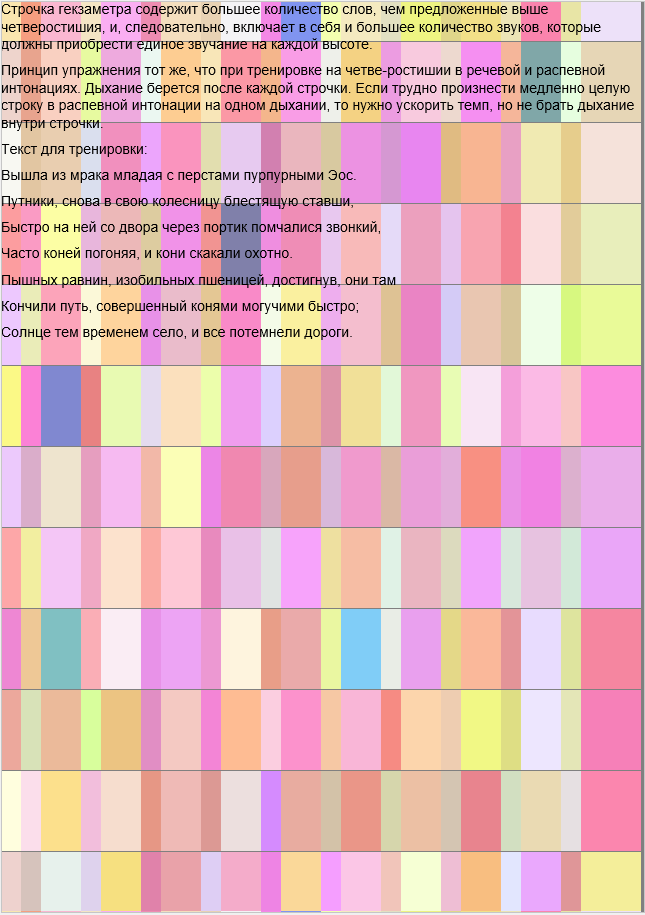 Строчка гекзаметра содержит большее количество слов, чем предложенные выше
четверостишия, и, следовательно, включает в себя и большее количество звуков, которые
должны приобрести единое звучание на каждой высоте.
Принцип упражнения тот же, что при тренировке на четве-ростишии в речевой и распевной
интонациях. Дыхание берется после каждой строчки. Если трудно произнести медленно целую
строку в распевной интонации на одном дыхании, то нужно ускорить темп, но не брать дыхание
внутри строчки.
Текст для тренировки:
Вышла из мрака младая с перстами пурпурными Эос.
Путники, снова в свою колесницу блестящую ставши,
Быстро на ней со двора через портик помчалися звонкий,
Часто коней погоняя, и кони скакали охотно.
Пышных равнин, изобильных пшеницей, достигнув, они там
Кончили путь, совершенный конями могучими быстро;
Солнце тем временем село, и все потемнели дороги.